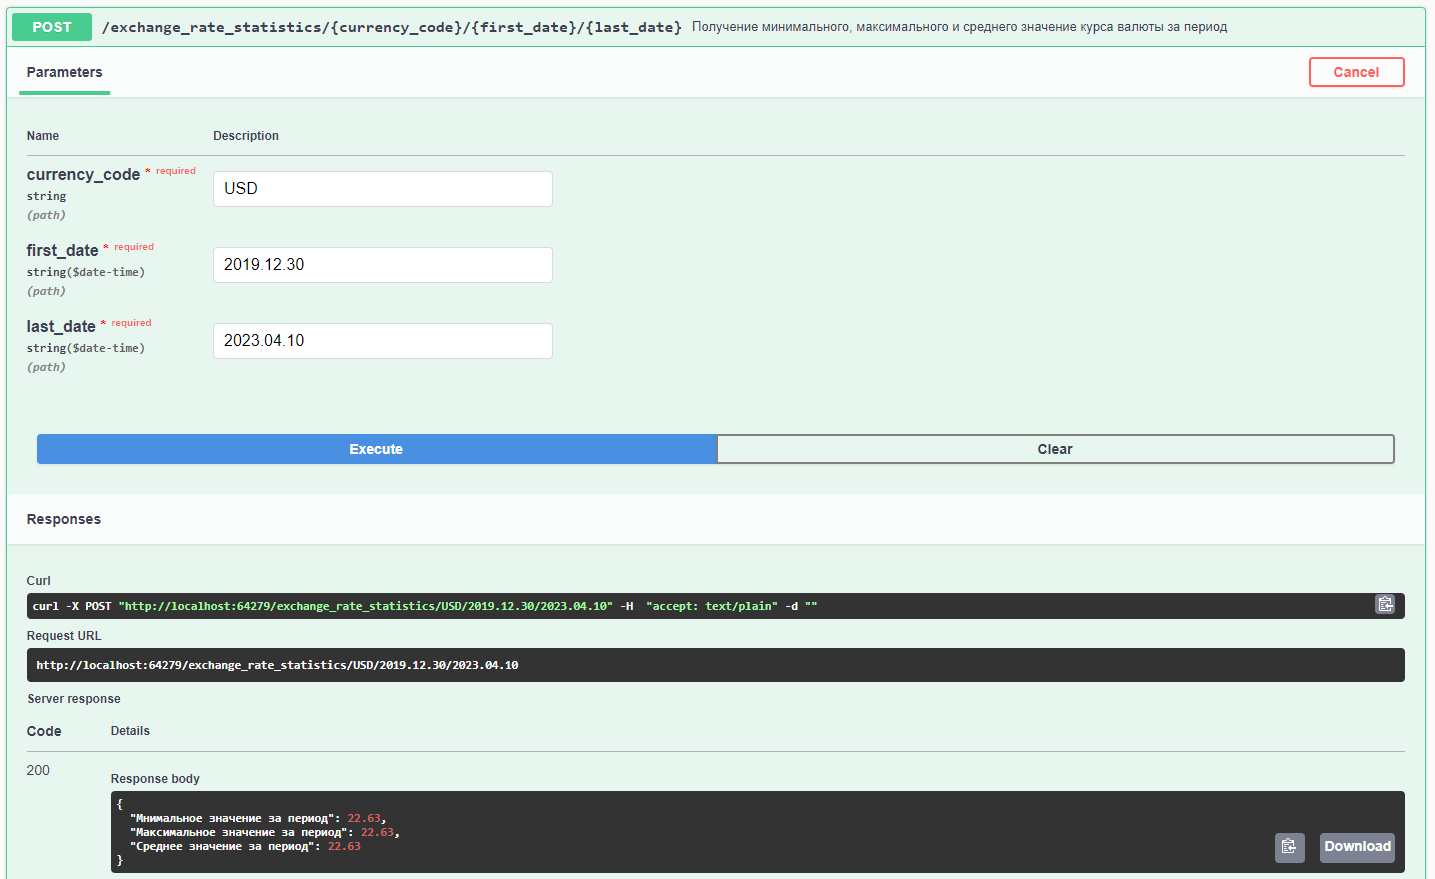 POST /exchange_rate_statistics/{currency_code}/{first_date}/{last_date} Получение минимального, максимального и среднего значение курса валюты за период
Parameters Cancel
Name Description
currency_code * required
string
(path)
USD
first_date * required
string($date-time)
(path)
2019.12.30
last_date * required
string($date-time)
(path)
2023.04.10
Execute Clear
Responses
Curl
curl -X POST "http://localhost:64279/exchange_rate_statistics/USD/2019.12.30/2023.04.10" -H  "accept: text/plain" -d ""
Request URL
http://localhost:64279/exchange_rate_statistics/USD/2019.12.30/2023.04.10
Server response
Code Details
200
Response body
{
  "Мнимальное значение за период": 22.63,
  "Максимальное значение за период": 22.63,
  "Среднее значение за период": 22.63
}
Download